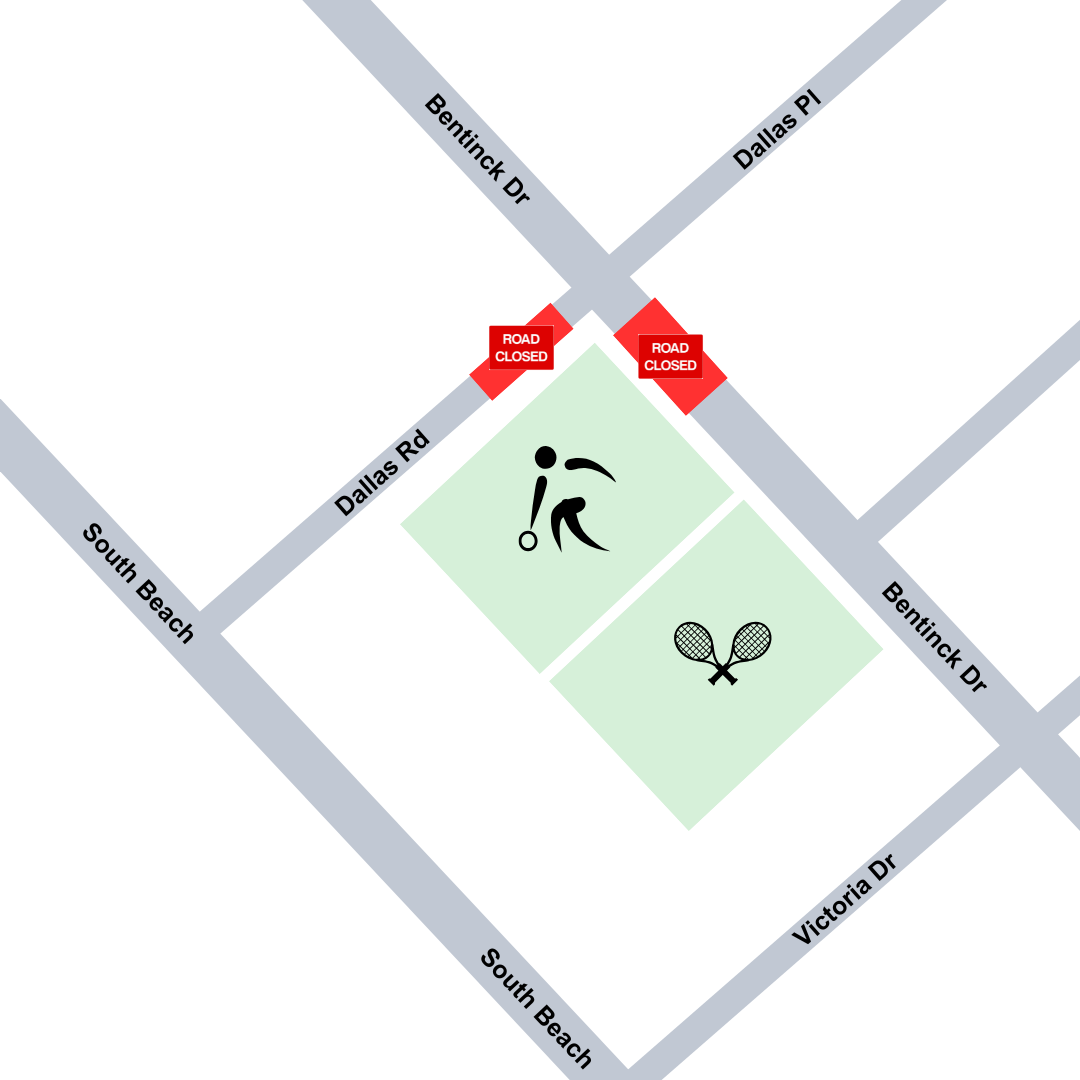 Bentinck Dr
Dallas Pl
ROAD
CLOSED
ROAD
CLOSED
Dallas Rd
South Beach
Bentinck Dr
Victoria Dr
South Beach